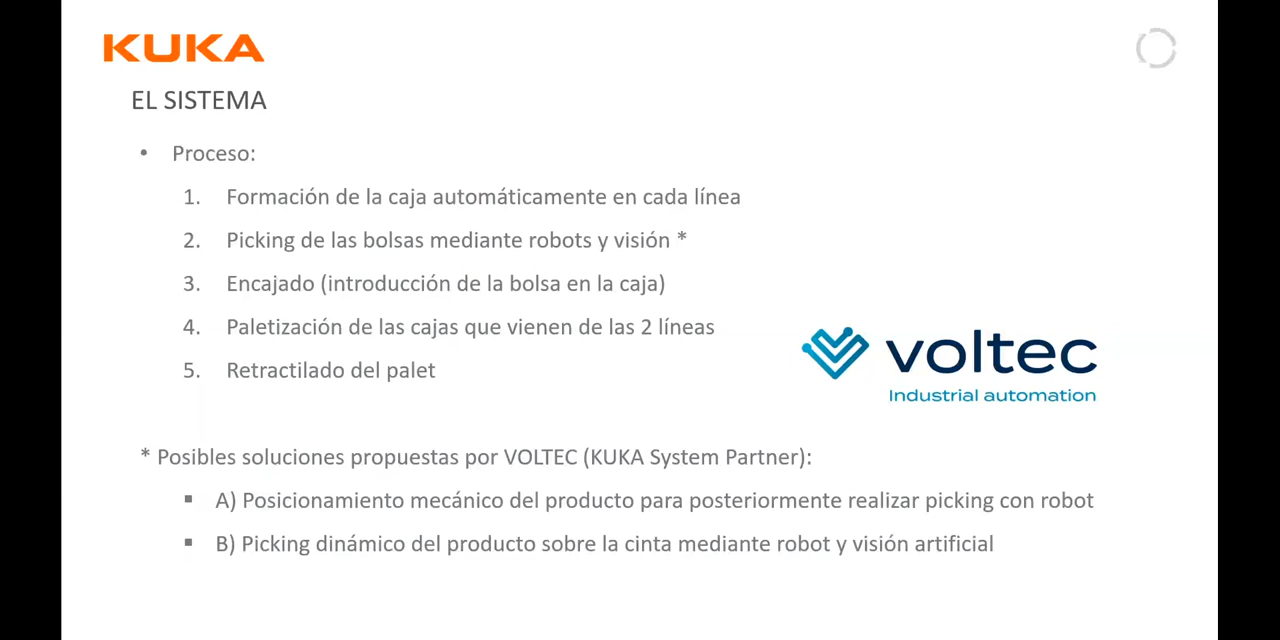 KUKA
EL SISTEMA
• Proceso:
1. Formación de la caja automáticamente en cada línea
2. Picking de las bolsas mediante robots y visión *
3. Encajado (introducción de la bolsa en la caja)
4. Paletización de las cajas que vienen de las 2 líneas
5. Retractilado del palet
voltec
Industrial automation
* Posibles soluciones propuestas por VOLTEC (KUKA System Partner):
▪ A) Posicionamiento mecánico del producto para posteriormente realizar picking con robot
▪ B) Picking dinámico del producto sobre la cinta mediante robot y visión artificial